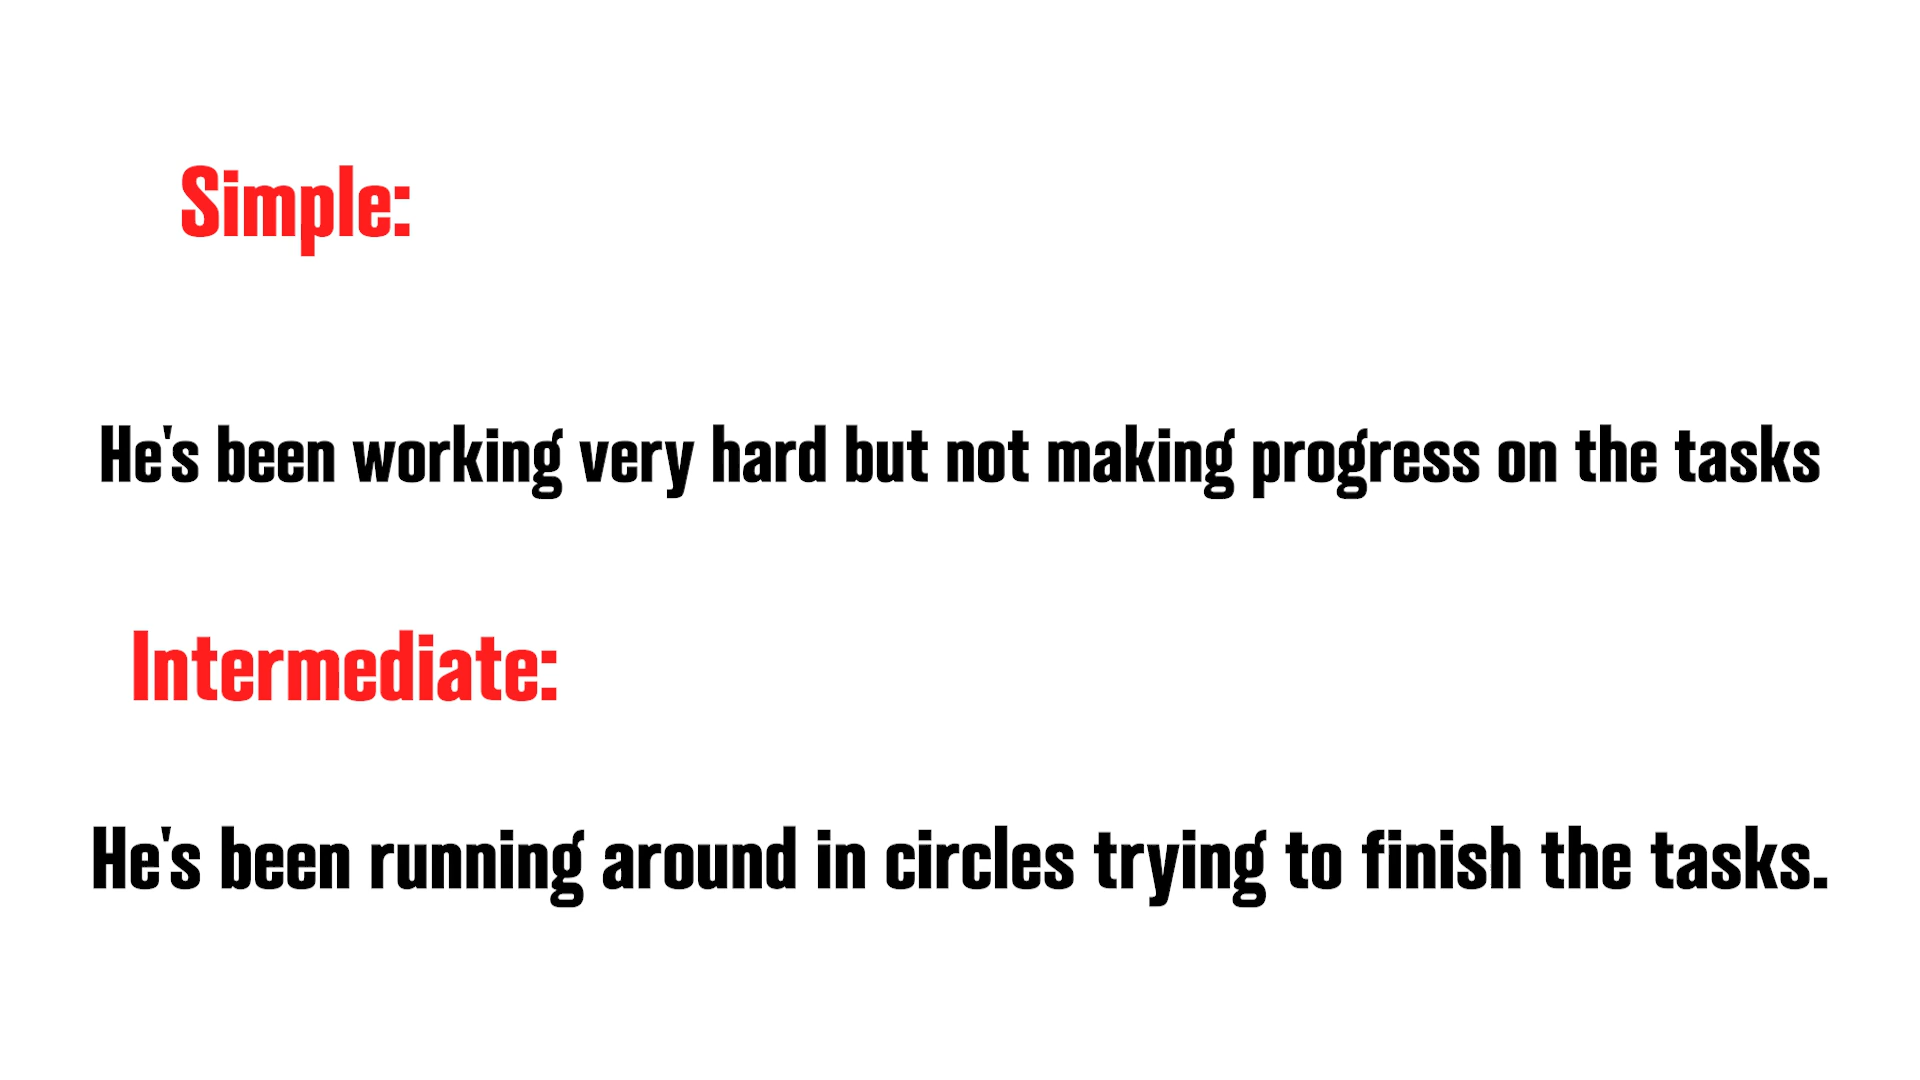 Simple:
He's been working very hard but not making progress on the tasks
Intermediate:
He's been running around in circles trying to finish the tasks.